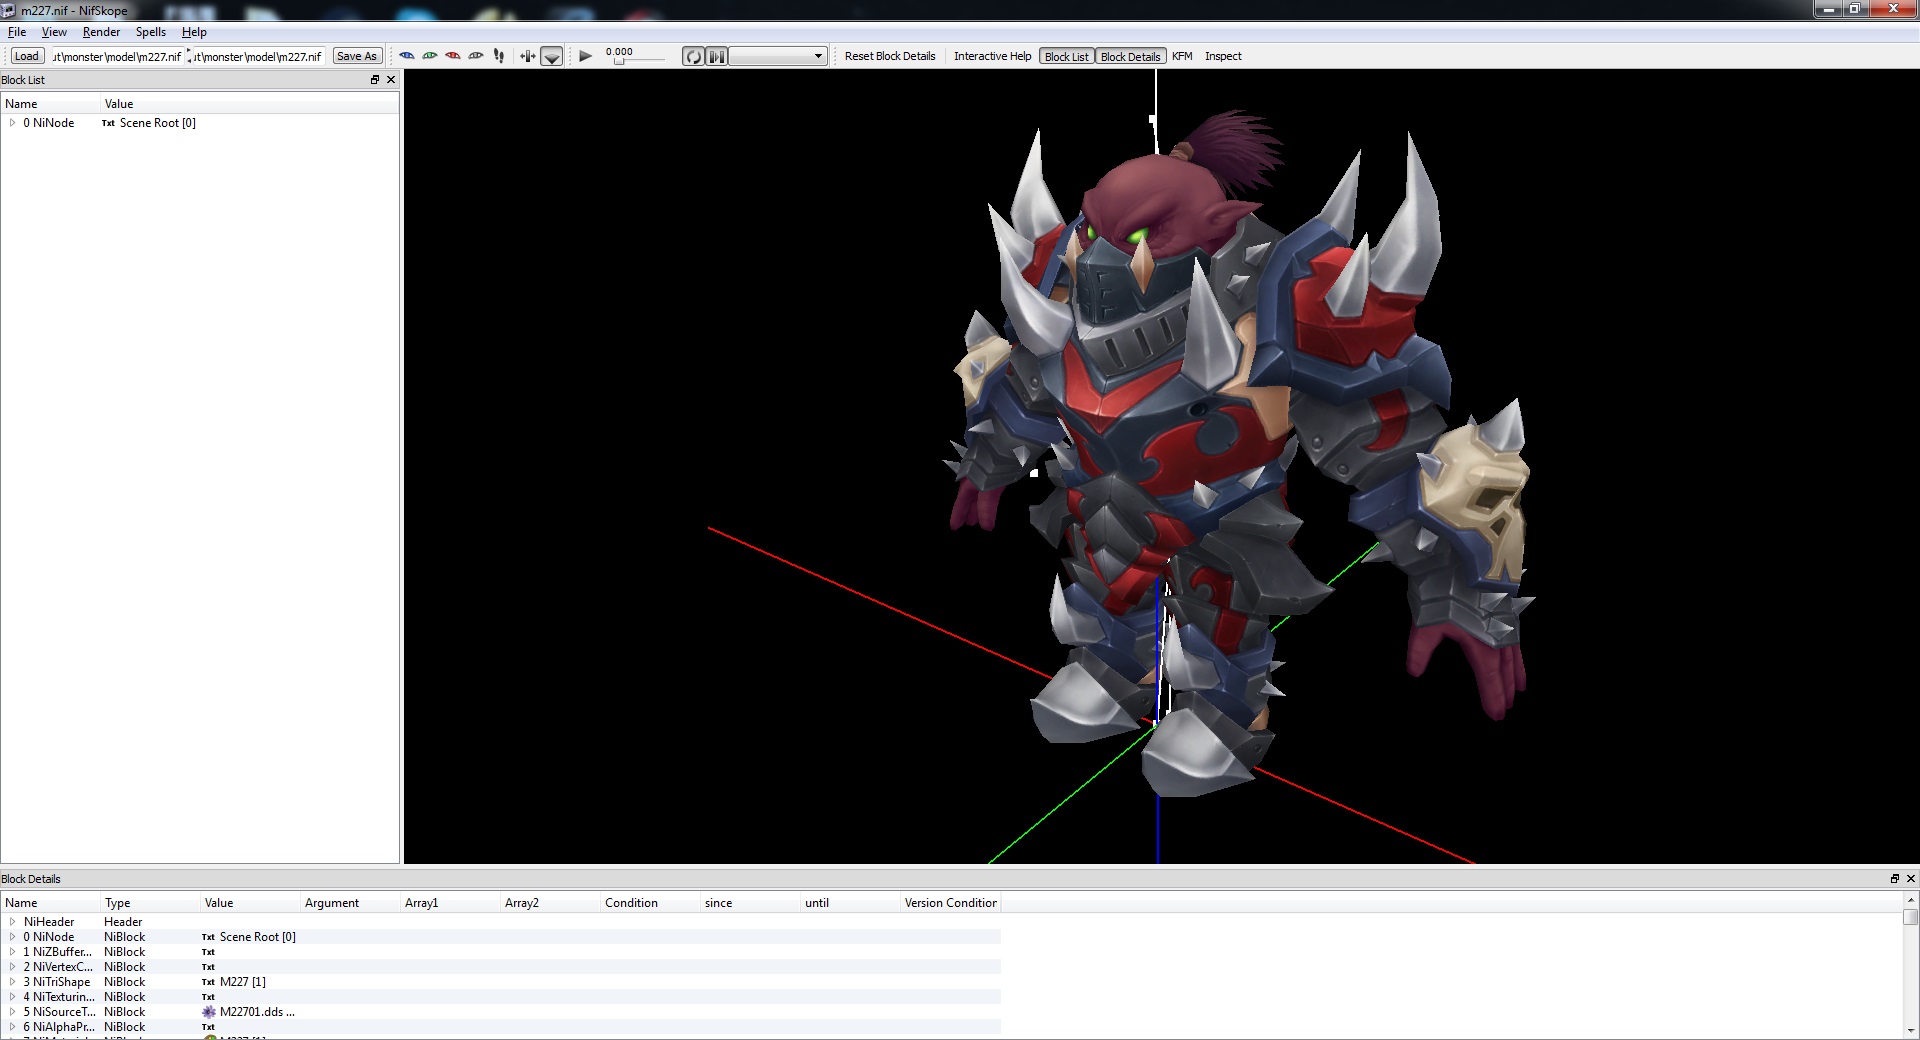 m227.nif - NifSkope
File View Render Spells Help
Load ut\monster\model\m227.nif ut\monster\model\m227.nif Save As 0.000 Reset Block Details Interactive Help Block List Block Details KFM Inspect
Block List
Name Value
0 NiNode Txt Scene Root [0]
Block Details
Name Type Value Argument Array1 Array2 Condition since until Version Condition
NiHeader Header
0 NiNode NiBlock Txt Scene Root [0]
1 NiZBuffer... NiBlock Txt
2 NiVertexC... NiBlock Txt
3 NiTriShape NiBlock Txt M227 [1]
4 NiTexturin... NiBlock Txt
5 NiSourceT... NiBlock M22701.dds ...
6 NiAlphaPr... NiBlock Txt